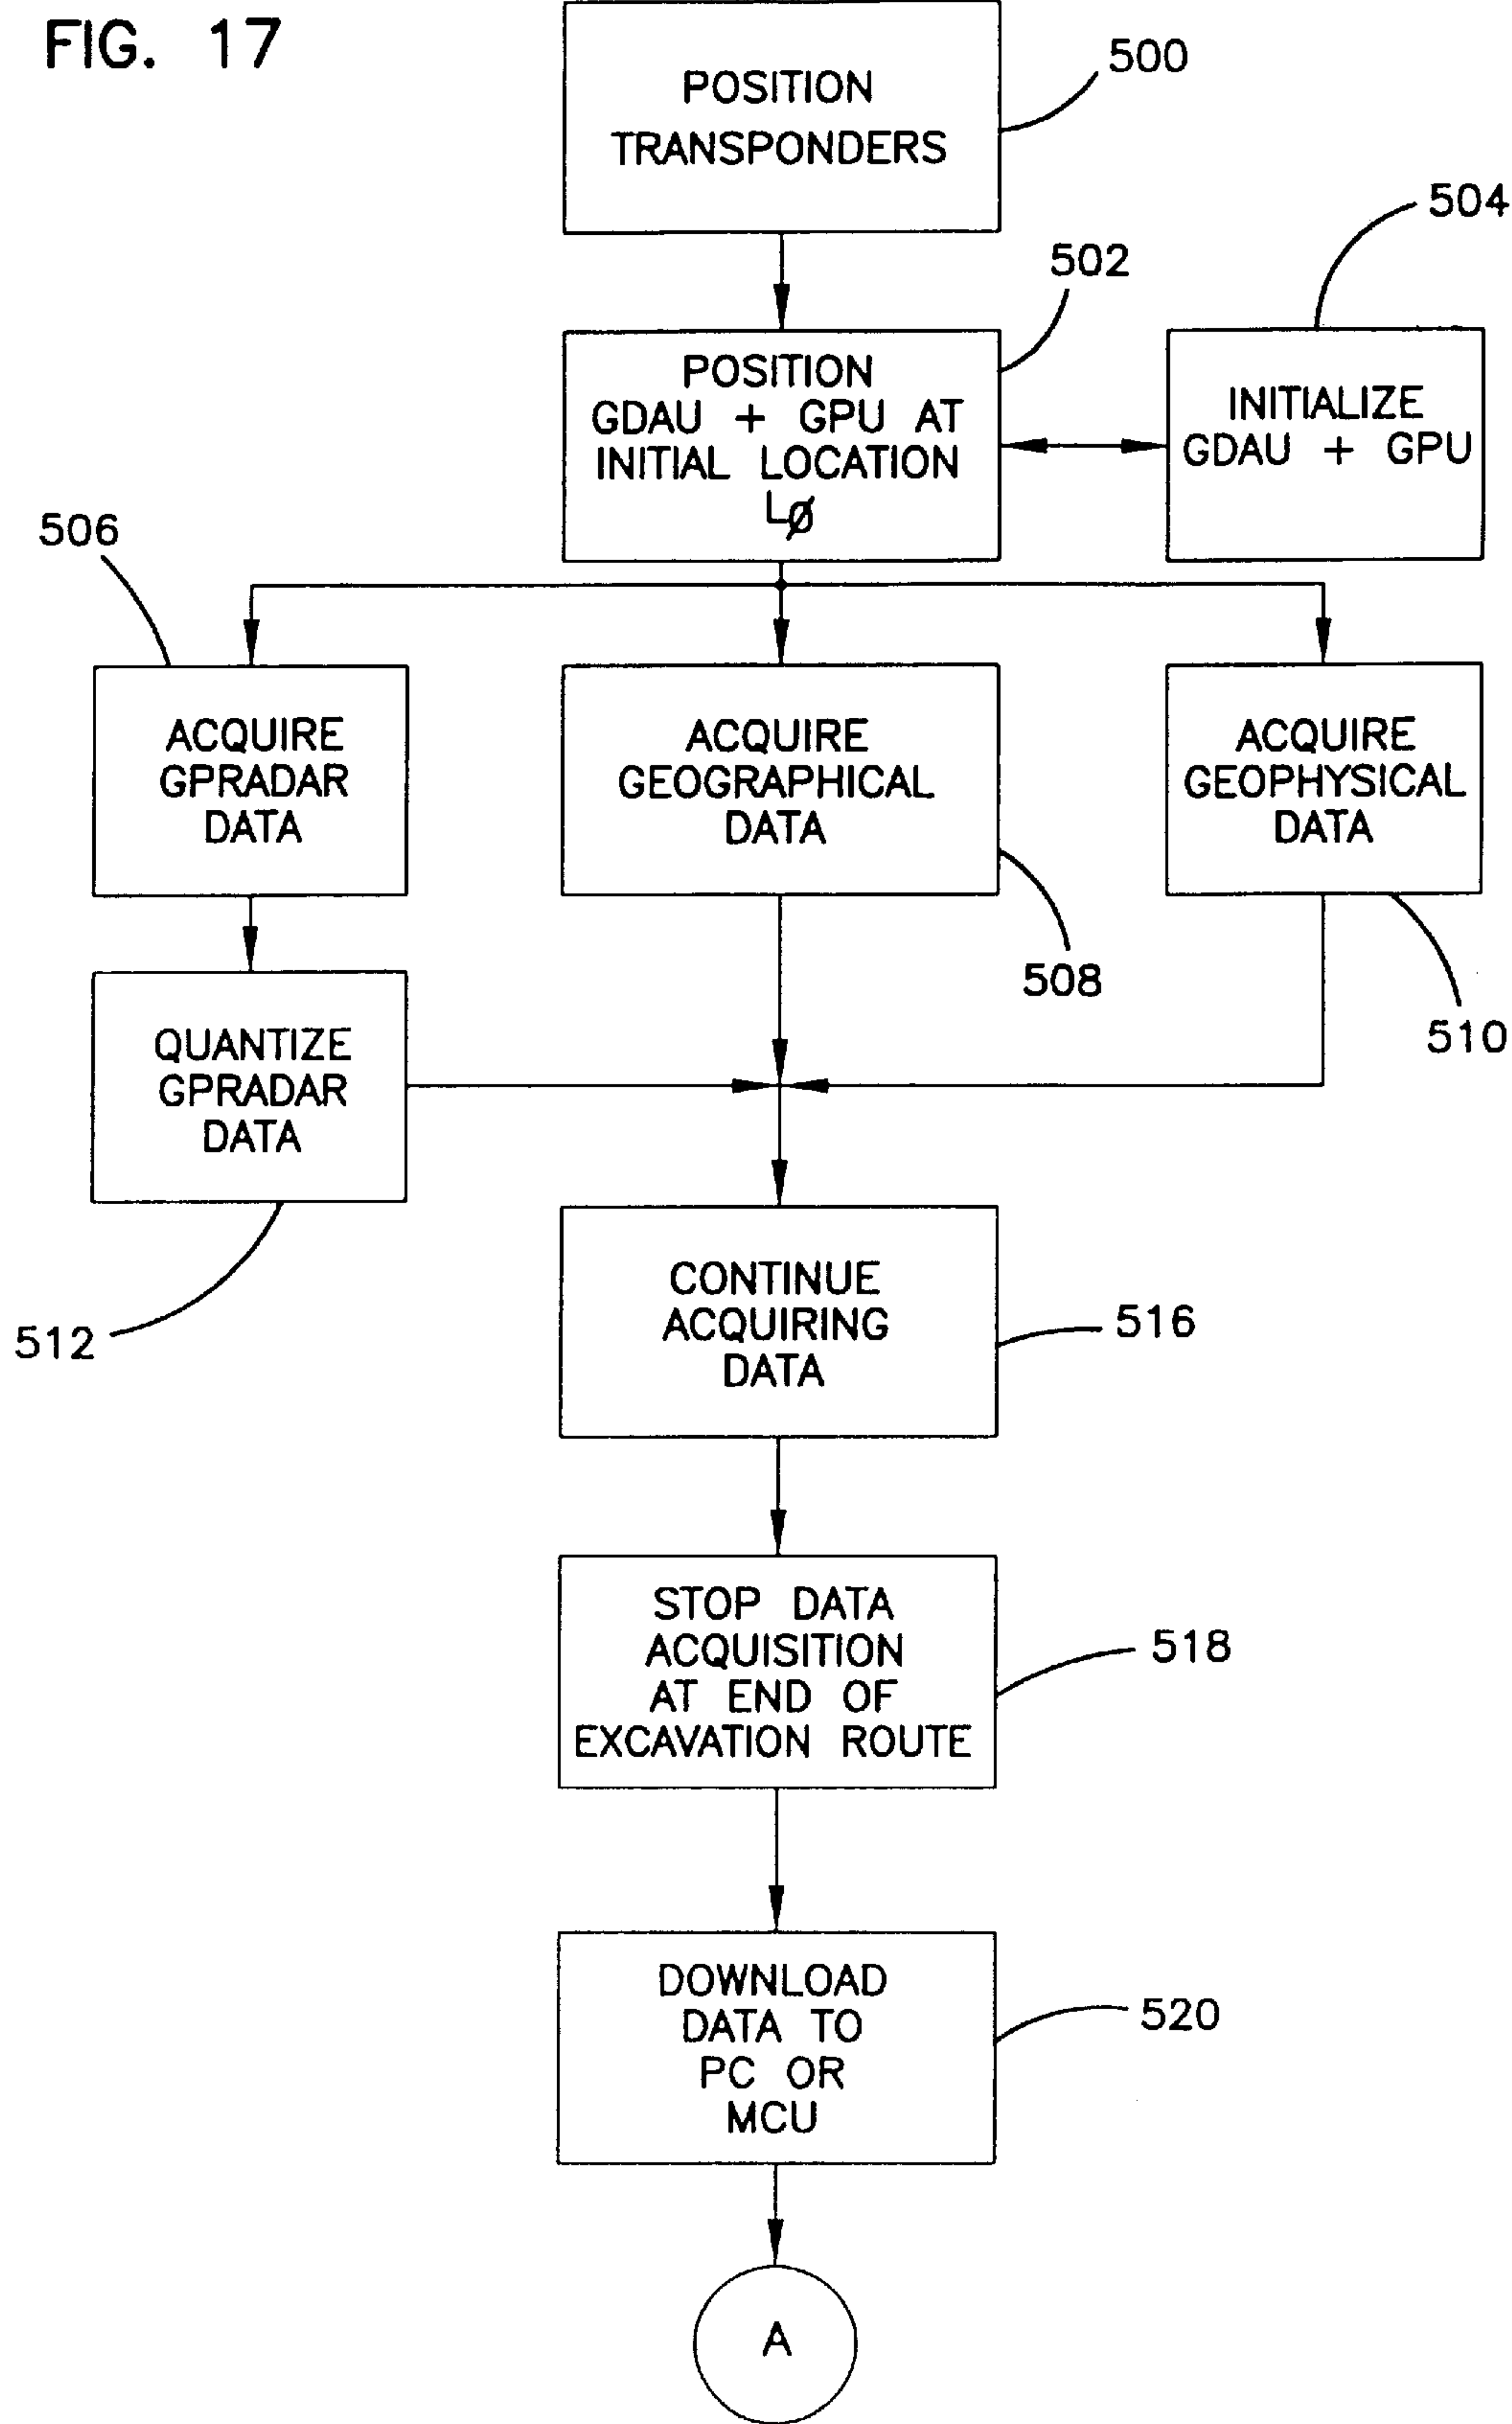 FIG. 17
POSITION
TRANSPONDERS
500
504
502
POSITION
GDAU + GPU AT
INITIAL LOCATION
LØ
INITIALIZE
GDAU + GPU
506
ACQUIRE
GPRADAR
DATA
ACQUIRE
GEOGRAPHICAL
DATA
ACQUIRE
GEOPHYSICAL
DATA
508
510
QUANTIZE
GPRADAR
DATA
512
CONTINUE
ACQUIRING
DATA
516
STOP DATA
ACQUISITION
AT END OF
EXCAVATION ROUTE
518
DOWNLOAD
DATA TO
PC OR
MCU
520
A